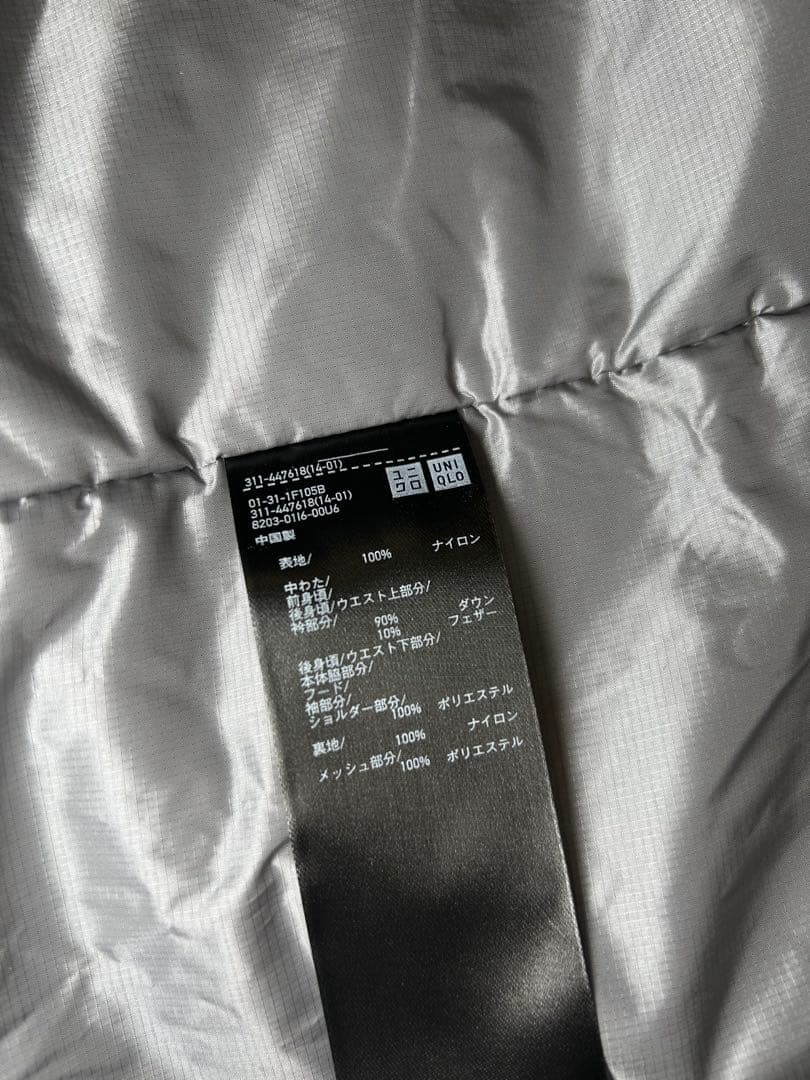 311-447618(14-01)
ユニクロ UNIQLO
01-31-1F105B
311-447618(14-01)
8203-01I6-00U6
中国製
表地/ 100% ナイロン
中わた/
前身頃/
後身頃/ウエスト上部分/
衿部分/ 90% ダウン
10% フェザー
後身頃/ウエスト下部分/
本体脇部分/
フード/
袖部分/
ショルダー部分/ 100% ポリエステル
裏地/ 100% ナイロン
メッシュ部分/ 100% ポリエステル